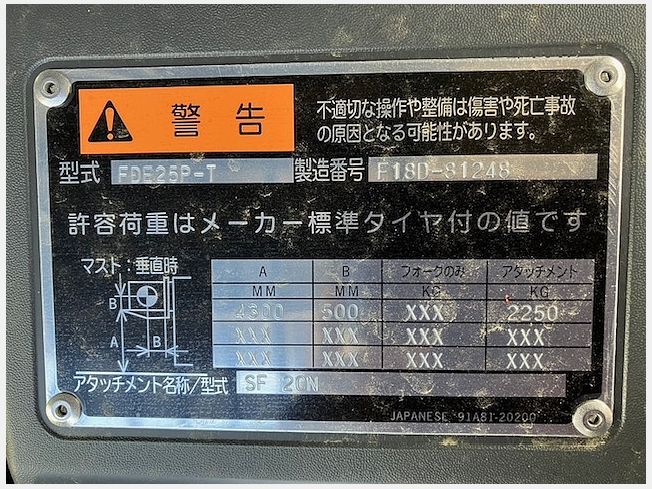 警告
不適切な操作や整備は傷害や死亡事故
の原因となる可能性があります。
型式 FDE25P-T 製造番号 F18D-81248
許容荷重はメーカー標準タイヤ付の値です
マスト:垂直時
A B フォークのみ アタッチメント
MM MM KG KG
4300 500 XXX 2250
XXX XXX XXX XXX
XXX XXX XXX XXX
B
A B
アタッチメント名称/型式 SF 20N
JAPANESE 91A81-20200